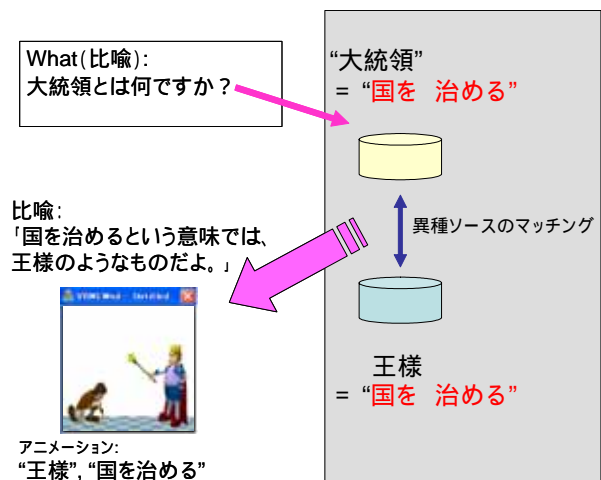 What(比喩):
大統領とは何ですか？
“大統領”
= “国を 治める”
異種ソースのマッチング
比喩:
「国を治めるという意味では、
王様のようなものだよ。」
王様
= “国を 治める”
アニメーション:
“王様”, “国を治める”